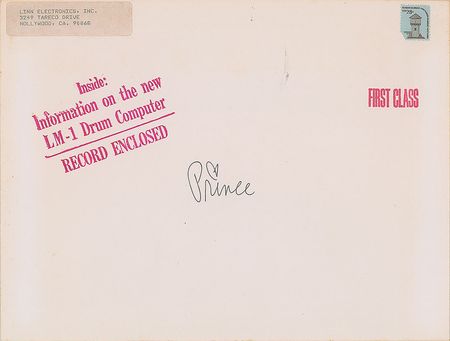 LINN ELECTRONICS, INC.
3249 TARECO DRIVE
HOLLYWOOD, CA. 90068
Inside:
Information on the new
LM-1 Drum Computer
RECORD ENCLOSED
FIRST CLASS
Prince